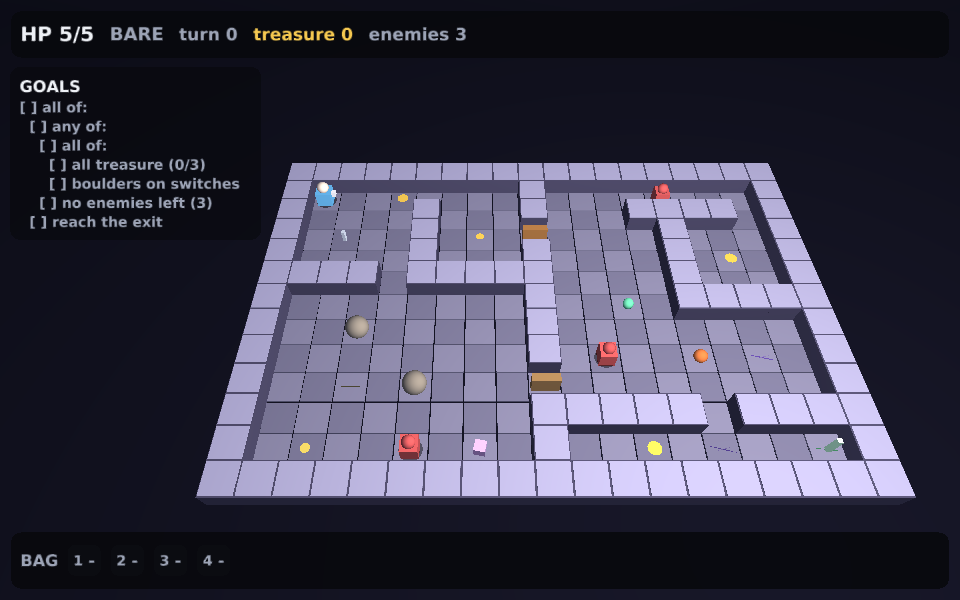 HP 5/5 BARE turn 0 treasure 0 enemies 3
GOALS
[ ] all of:
[ ] any of:
[ ] all of:
[ ] all treasure (0/3)
[ ] boulders on switches
[ ] no enemies left (3)
[ ] reach the exit
BAG 1 - 2 - 3 - 4 -